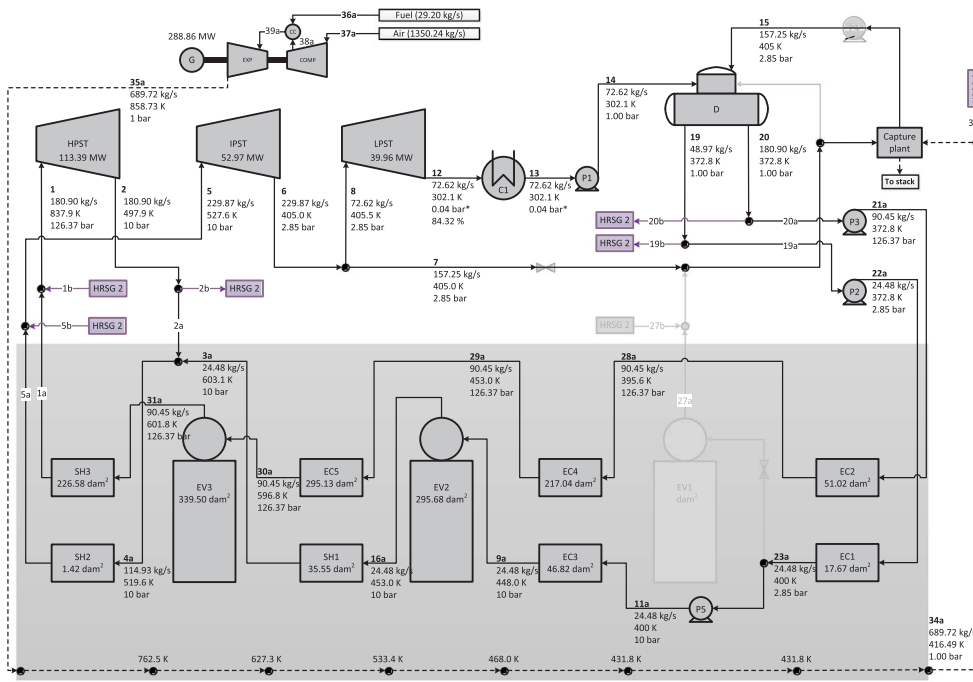 36a
Fuel (29.20 kg/s)
39a
CC
38a
37a
Air (1350.24 kg/s)
288.86 MW
G
EXP
COMP
35a
689.72 kg/s
858.73 K
1 bar
15
157.25 kg/s
405 K
2.85 bar
14
72.62 kg/s
302.1 K
1.00 bar
D
Capture
plant
To stack
3
HPST
113.39 MW
IPST
52.97 MW
LPST
39.96 MW
1
180.90 kg/s
837.9 K
126.37 bar
2
180.90 kg/s
497.9 K
10 bar
5
229.87 kg/s
527.6 K
10 bar
6
229.87 kg/s
405.0 K
2.85 bar
8
72.62 kg/s
405.5 K
2.85 bar
12
72.62 kg/s
302.1 K
0.04 bar*
84.32 %
C1
13
72.62 kg/s
302.1 K
0.04 bar*
P1
19
48.97 kg/s
372.8 K
1.00 bar
20
180.90 kg/s
372.8 K
1.00 bar
HRSG 2
20b
20a
P3
21a
90.45 kg/s
372.8 K
126.37 bar
HRSG 2
19b
19a
7
157.25 kg/s
405.0 K
2.85 bar
P2
22a
24.48 kg/s
372.8 K
2.85 bar
1b
HRSG 2
2b
HRSG 2
5b
HRSG 2
2a
HRSG 2
27b
5a
1a
3a
24.48 kg/s
603.1 K
10 bar
31a
90.45 kg/s
601.8 K
126.37 bar
29a
90.45 kg/s
453.0 K
126.37 bar
28a
90.45 kg/s
395.6 K
126.37 bar
27a
SH3
226.58 dam²
EV3
339.50 dam²
30a
90.45 kg/s
596.8 K
126.37 bar
EC5
295.13 dam²
EV2
295.68 dam²
EC4
217.04 dam²
EV1
dam²
EC2
51.02 dam²
SH2
1.42 dam²
4a
114.93 kg/s
519.6 K
10 bar
SH1
35.55 dam²
16a
24.48 kg/s
453.0 K
10 bar
9a
24.48 kg/s
448.0 K
10 bar
EC3
46.82 dam²
23a
24.48 kg/s
400 K
2.85 bar
EC1
17.67 dam²
11a
24.48 kg/s
400 K
10 bar
P5
34a
689.72 kg/s
416.49 K
1.00 bar
762.5 K
627.3 K
533.4 K
468.0 K
431.8 K
431.8 K